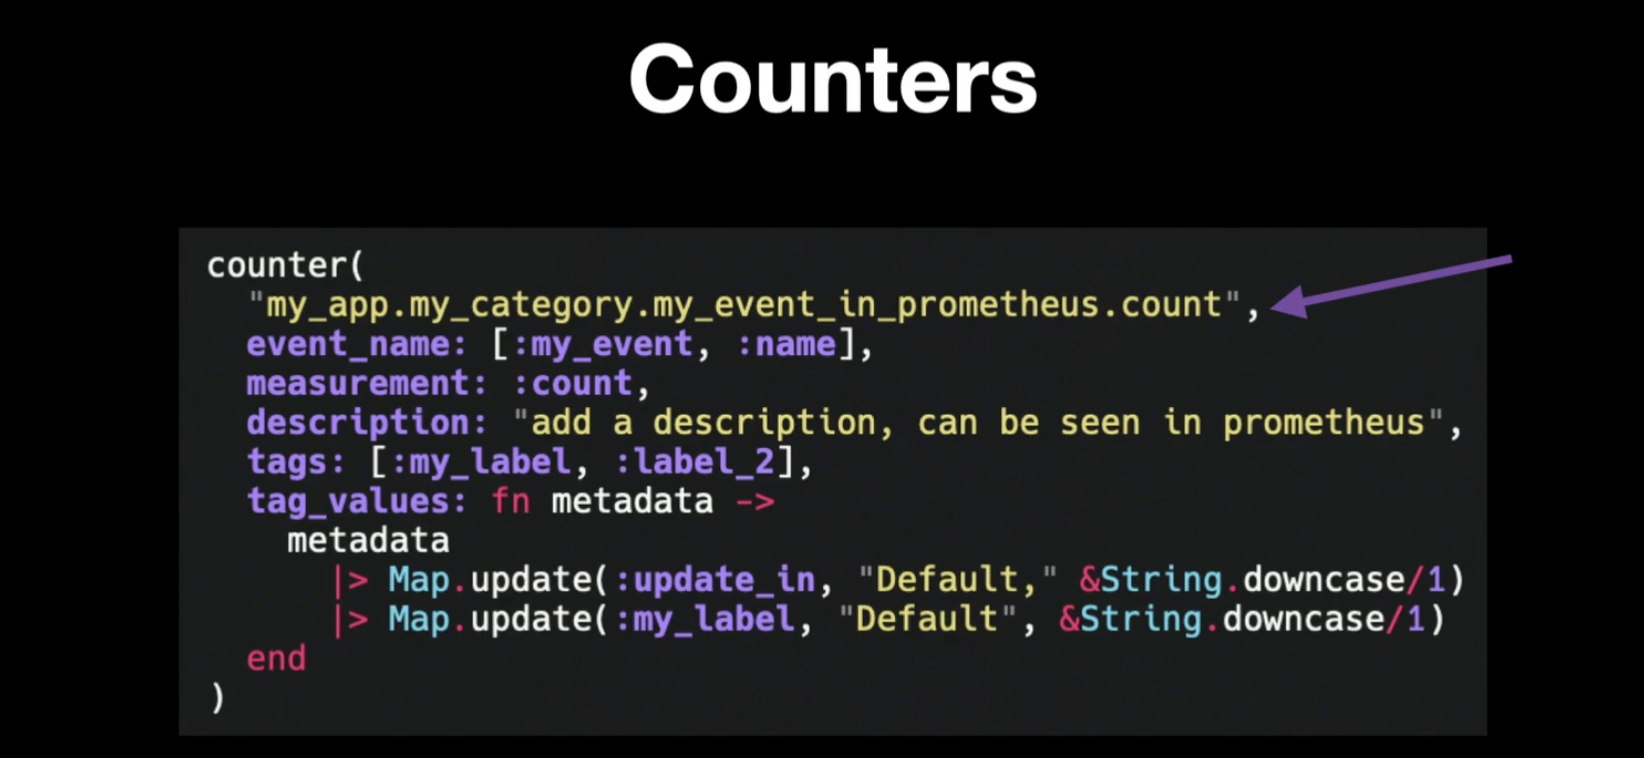 Counters
counter(
"my_app.my_category.my_event_in_prometheus.count",
event_name: [:my_event, :name],
measurement: :count,
description: "add a description, can be seen in prometheus",
tags: [:my_label, :label_2],
tag_values: fn metadata ->
metadata
|> Map.update(:update_in, "Default," &String.downcase/1)
|> Map.update(:my_label, "Default", &String.downcase/1)
end
)